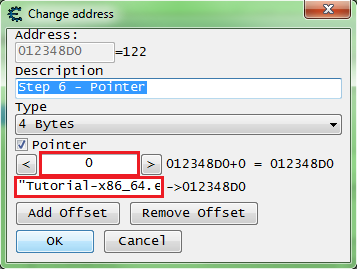 Change address
Address:
012348D0 =122
Description
Step 6 - Pointer
Type
4 Bytes
Pointer
< 0 > 012348D0+0 = 012348D0
"Tutorial-x86_64.e ->012348D0
Add Offset Remove Offset
OK Cancel